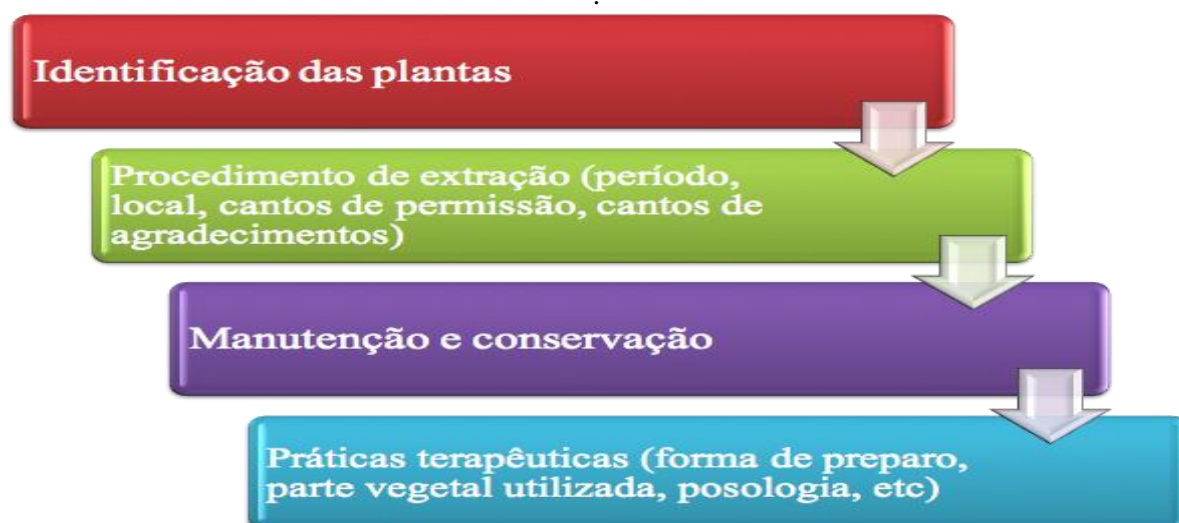 .
Identificação das plantas
Procedimento de extração (período,
local, cantos de permissão, cantos de
agradecimentos)
Manutenção e conservação
Práticas terapêuticas (forma de preparo,
parte vegetal utilizada, posologia, etc)